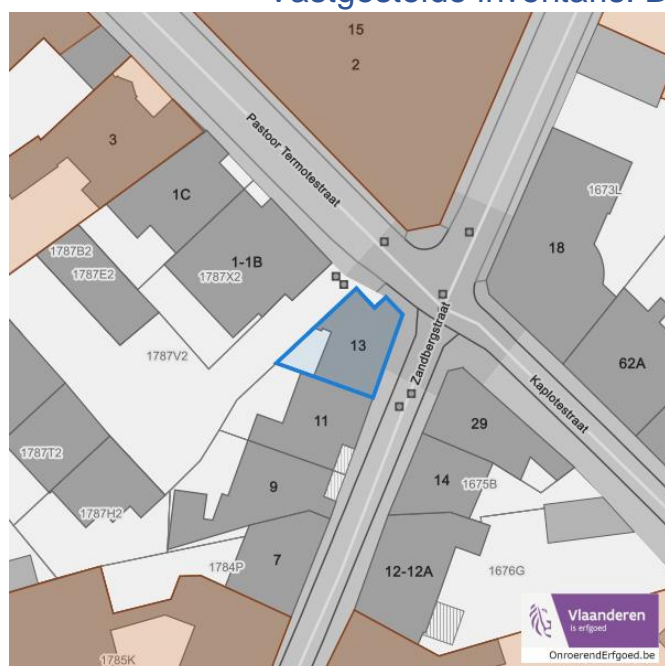 15
2
Pastoor Termotestraat
3
1C
1673L
1787B2
1787E2
1787X2
1-1B
18
13
Zandbergstraat
62A
1787V2
Kaplotestraat
11
29
1787T2
9
14
1675B
1787H2
7
1784P
12-12A
1676G
1785K
Vlaanderen
is erfgoed
OnroerendErfgoed.be